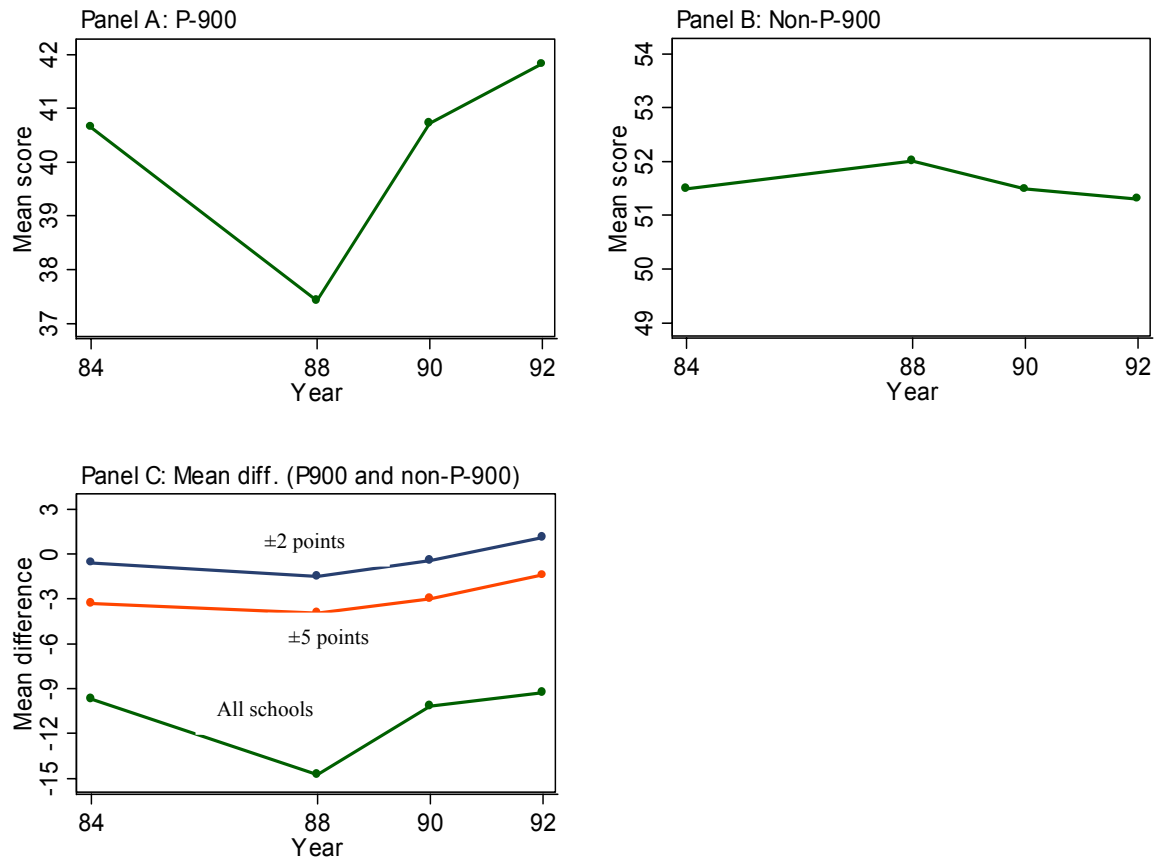 Panel A: P-900
Mean score
42
41
40
39
38
37
84
88
90
92
Year
Panel B: Non-P-900
Mean score
54
53
52
51
50
49
84
88
90
92
Year
Panel C: Mean diff. (P900 and non-P-900)
Mean difference
3
0
-3
-6
-9
-12
-15
±2 points
±5 points
All schools
84
88
90
92
Year